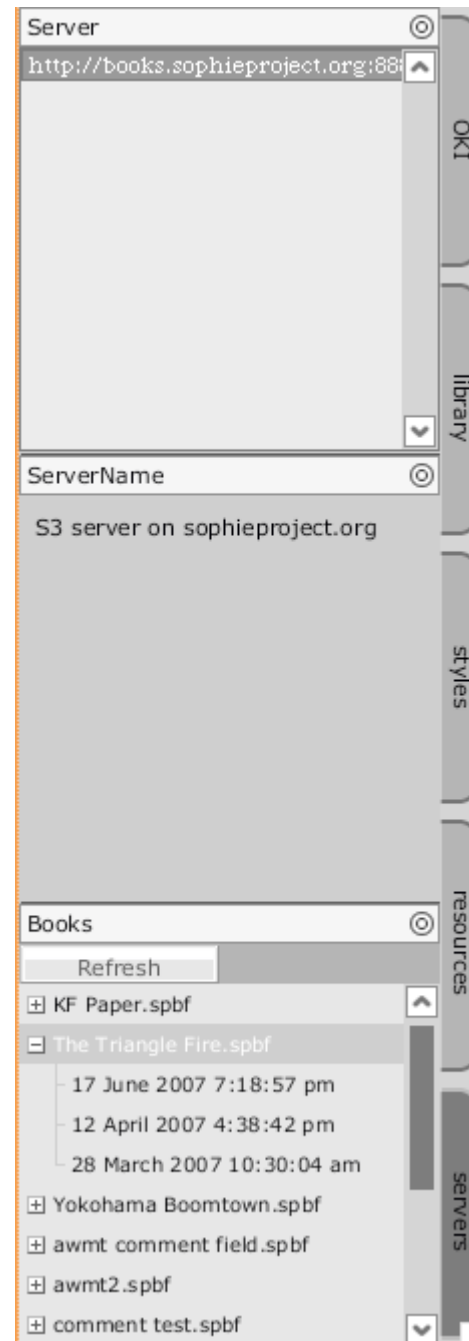 Server
http://books.sophieproject.org:88
ServerName
S3 server on sophieproject.org
Books
Refresh
KF Paper.spbf
The Triangle Fire.spbf
17 June 2007 7:18:57 pm
12 April 2007 4:38:42 pm
28 March 2007 10:30:04 am
Yokohama Boomtown.spbf
awmt comment field.spbf
awmt2.spbf
comment test.spbf
OKI
library
styles
resources
servers